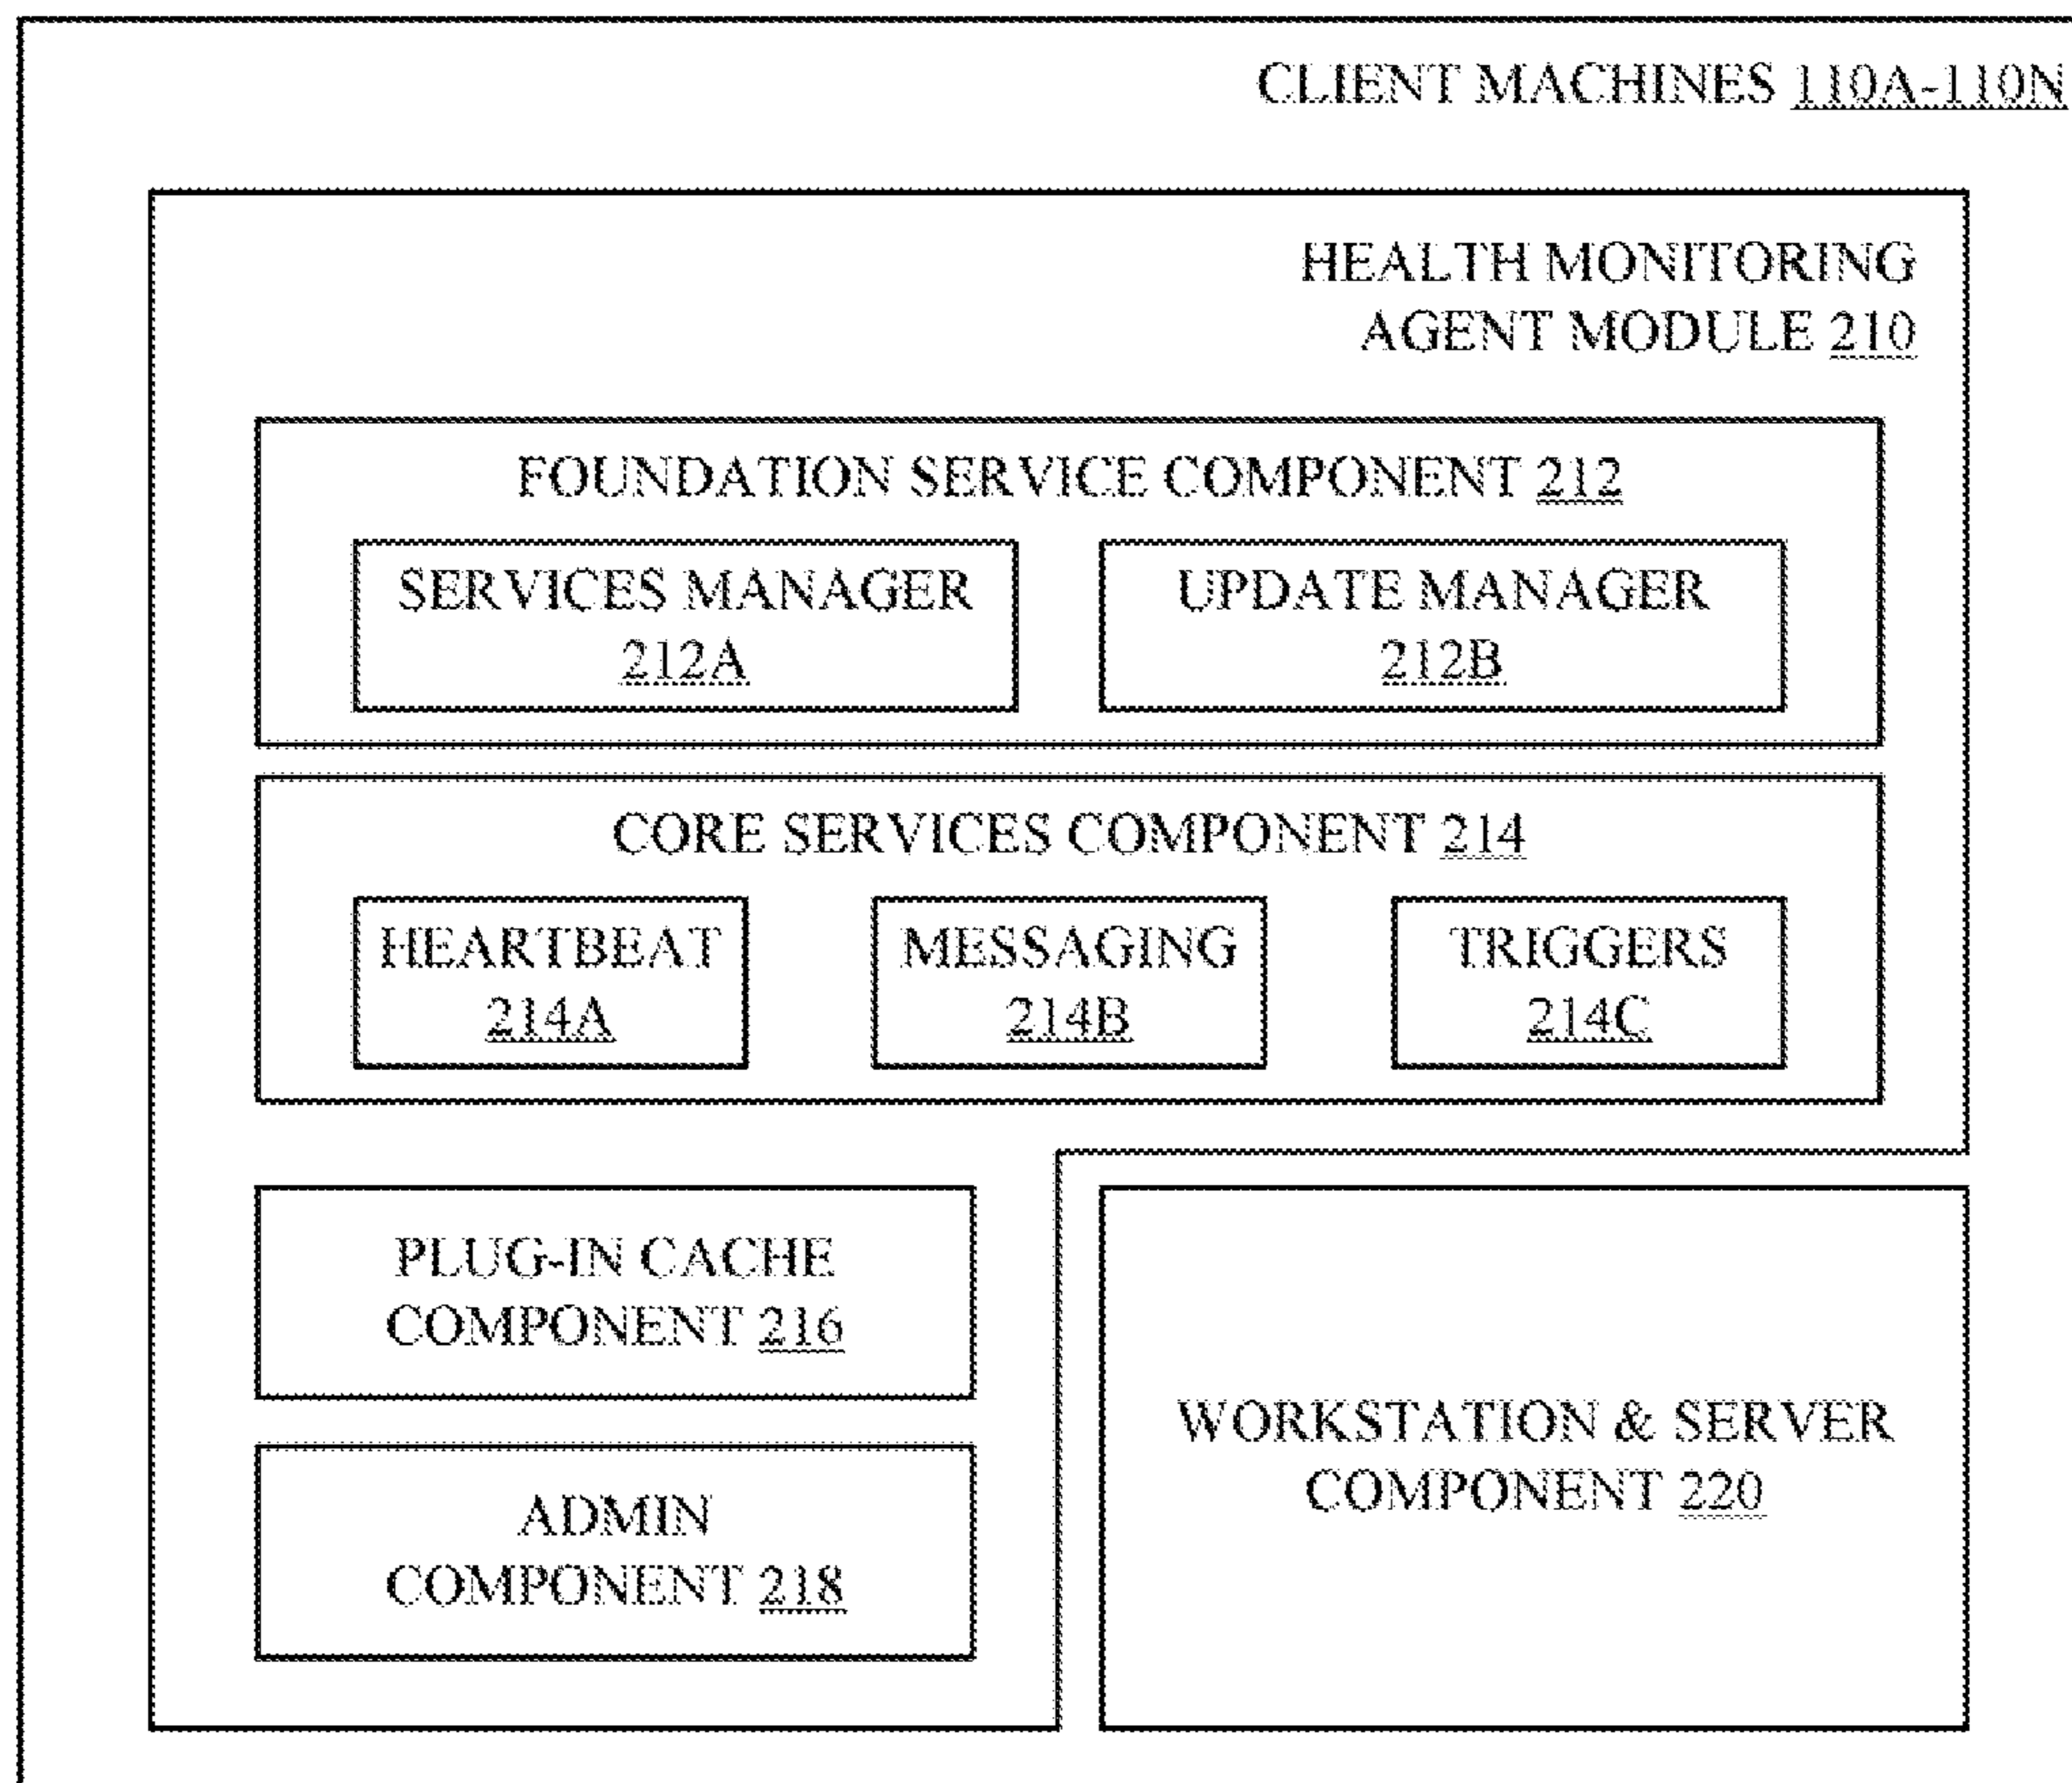 CLIENT MACHINES 110A-110N
HEALTH MONITORING
AGENT MODULE 210
FOUNDATION SERVICE COMPONENT 212
SERVICES MANAGER
212A
UPDATE MANAGER
212B
CORE SERVICES COMPONENT 214
HEARTBEAT
214A
MESSAGING
214B
TRIGGERS
214C
PLUG-IN CACHE
COMPONENT 216
ADMIN
COMPONENT 218
WORKSTATION & SERVER
COMPONENT 220